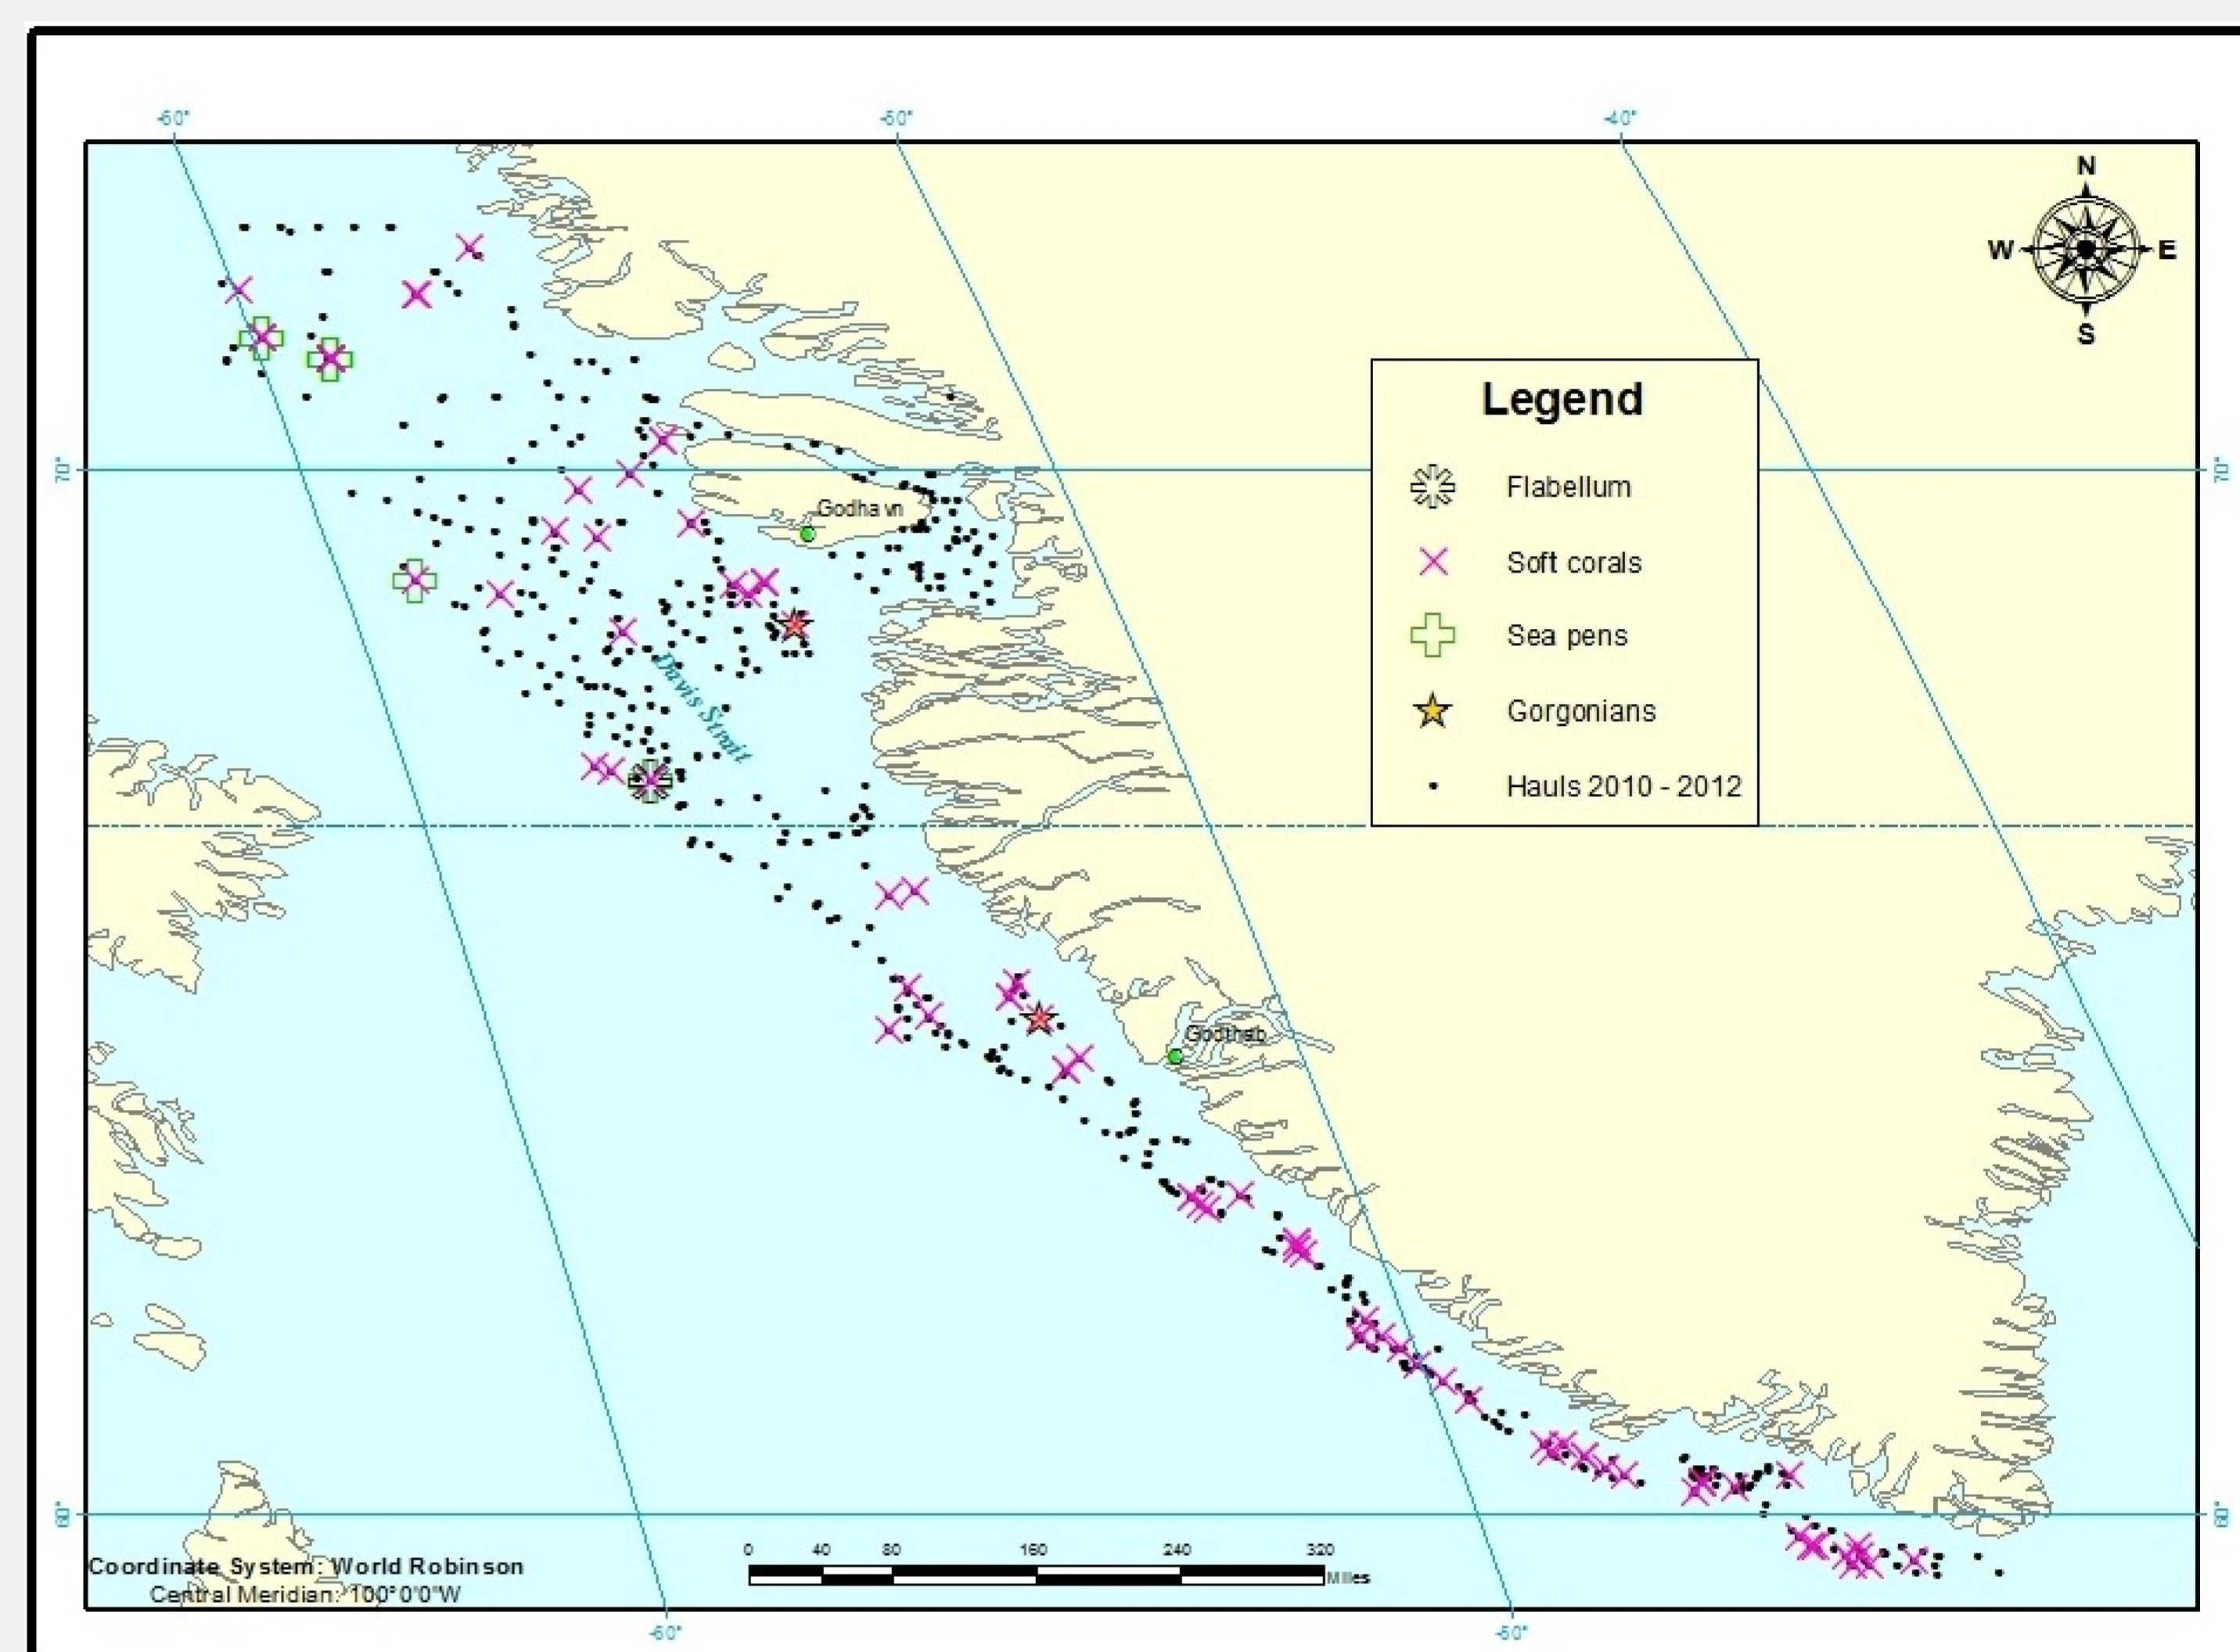 -60° -50° -40°
N
W E
S
Legend
70° 70°
Flabellum
Godhavn
Soft corals
Sea pens
Gorgonians
Davis Strait
Hauls 2010 - 2012
Godthab
60° 60°
0 40 80 160 240 320
Miles
Coordinate System: World Robinson
Central Meridian: 100°0'0"W
-60° -50°